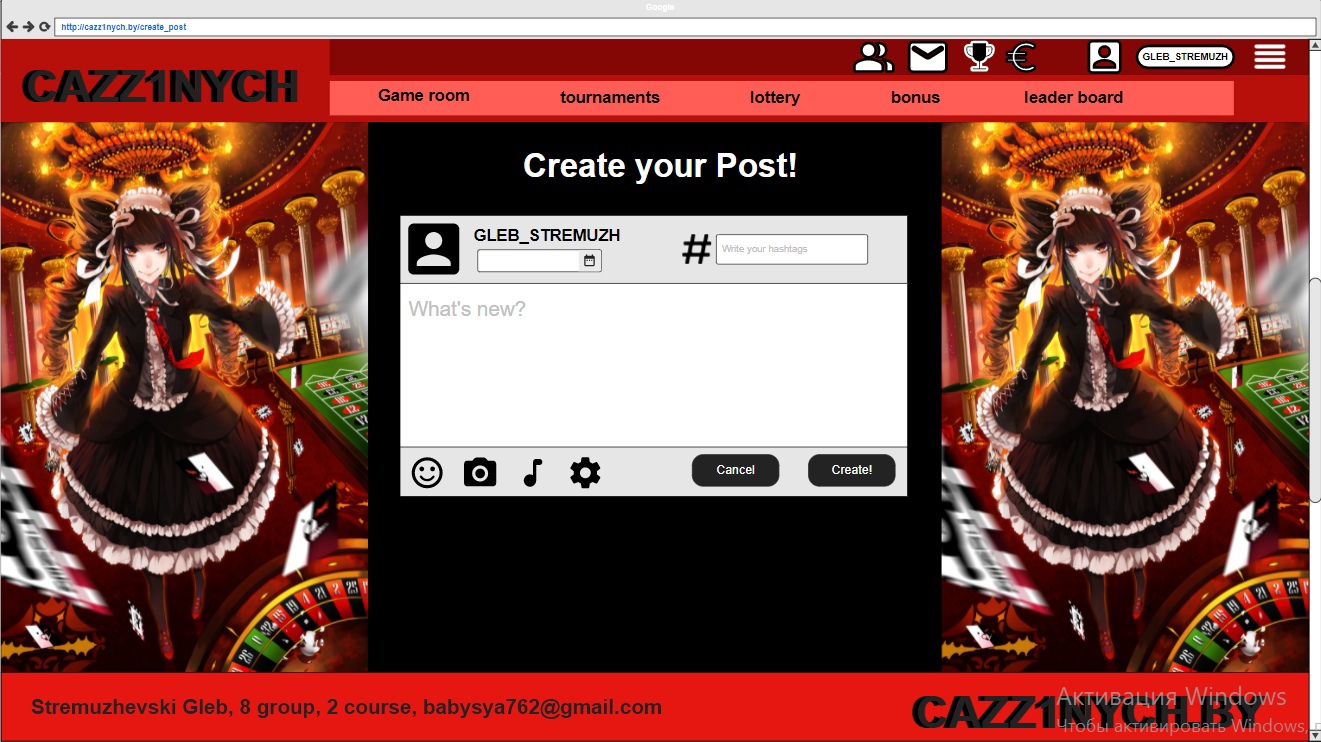 Google
http://cazz1nych.by/create_post
CAZZ1NYCH
GLEB_STREMUZH
Game room
tournaments
lottery
bonus
leader board
Create your Post!
GLEB_STREMUZH
# Write your hashtags
What's new?
Cancel
Create!
Stremuzhevski Gleb, 8 group, 2 course, babysya762@gmail.com
CAZZ1NYCH.BY
Активация Windows
Чтобы активировать Windows,